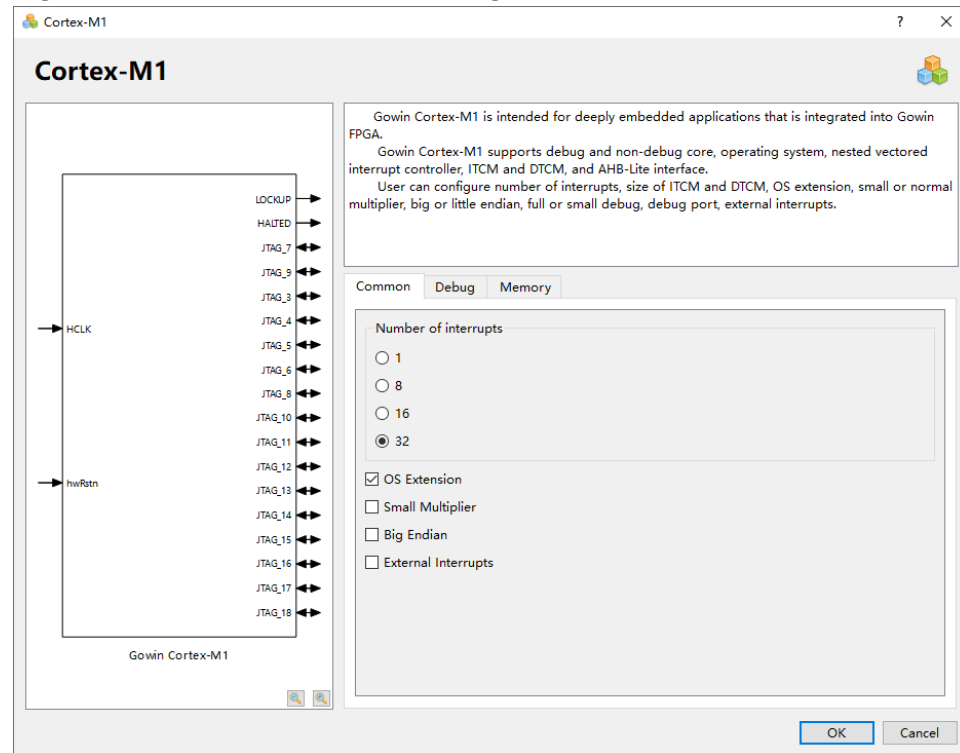 Cortex-M1
?
Cortex-M1
Gowin Cortex-M1 is intended for deeply embedded applications that is integrated into Gowin
FPGA.
Gowin Cortex-M1 supports debug and non-debug core, operating system, nested vectored
interrupt controller, ITCM and DTCM, and AHB-Lite interface.
User can configure number of interrupts, size of ITCM and DTCM, OS extension, small or normal
multiplier, big or little endian, full or small debug, debug port, external interrupts.
LOCKUP
HALTED
JTAG_7
JTAG_9
JTAG_3
JTAG_4
HCLK
JTAG_5
JTAG_6
JTAG_8
JTAG_10
JTAG_11
JTAG_12
hwRstn
JTAG_13
JTAG_14
JTAG_15
JTAG_16
JTAG_17
JTAG_18
Gowin Cortex-M1
Common Debug Memory
Number of interrupts
1
8
16
32
OS Extension
Small Multiplier
Big Endian
External Interrupts
OK Cancel